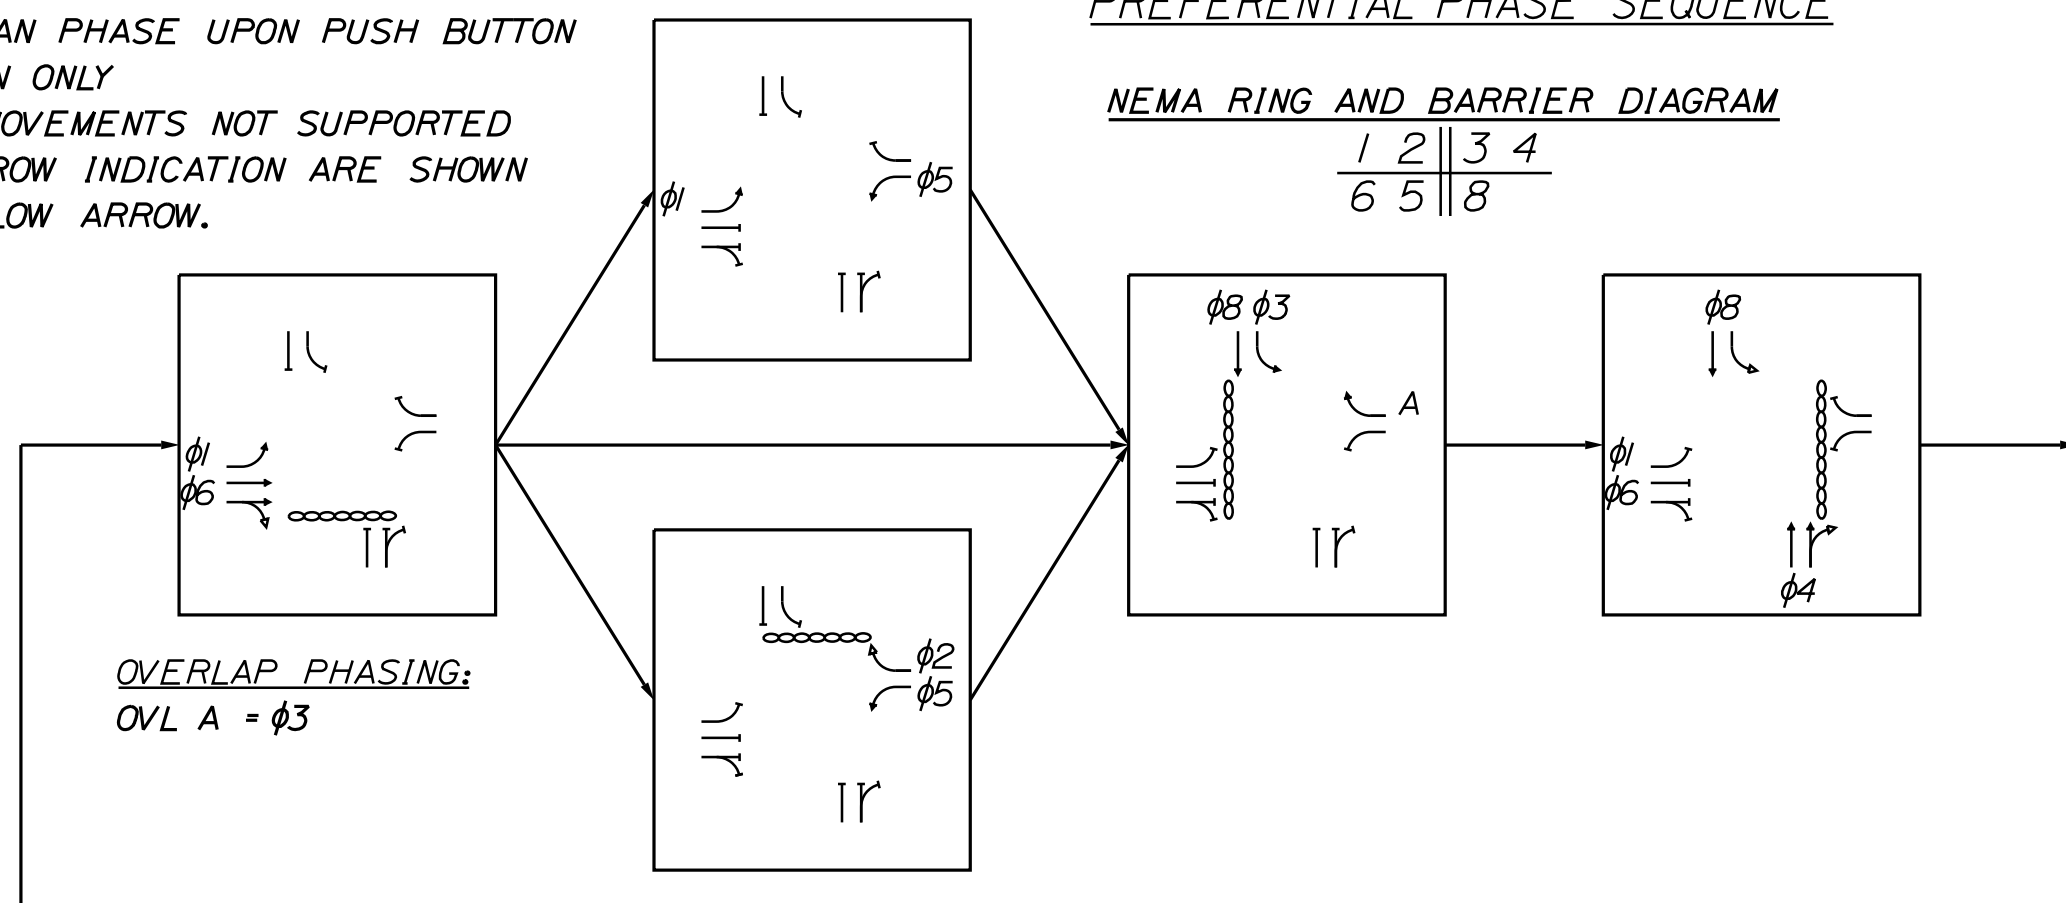 AN PHASE UPON PUSH BUTTON
N ONLY
OVEMENTS NOT SUPPORTED
ROW INDICATION ARE SHOWN
LOW ARROW.
PREFERENTIAL PHASE SEQUENCE
NEMA RING AND BARRIER DIAGRAM
1 2 3 4
6 5 8
ϕ1
ϕ5
ϕ1
ϕ6
ϕ2
ϕ5
ϕ8 ϕ3
A
ϕ8
ϕ1
ϕ6
ϕ4
OVERLAP PHASING:
OVL A = ϕ3